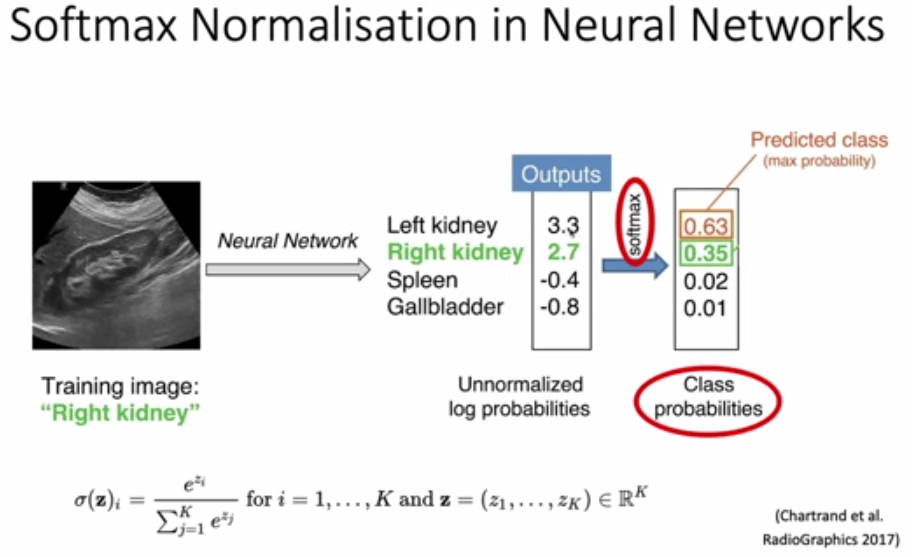 Softmax Normalisation in Neural Networks
Predicted class
(max probability)
Outputs
softmax
Neural Network
Left kidney 3.3 0.63
Right kidney 2.7 0.35
Spleen -0.4 0.02
Gallbladder -0.8 0.01
Training image:
“Right kidney”
Unnormalized
log probabilities
Class
probabilities
σ(𝐳)ᵢ = e^{zᵢ} / ∑_{j=1}^{K} e^{zⱼ} for i = 1, . . . , K and 𝐳 = (z₁, . . . , z_K) ∈ ℝ^K
(Chartrand et al.
RadioGraphics 2017)